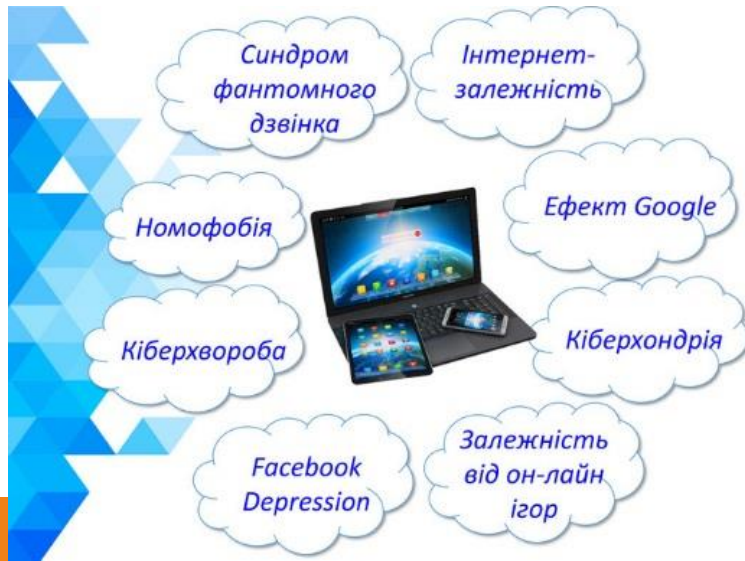 Синдром
фантомного
дзвінка
Інтернет-
залежність
Номофобія
Ефект Google
Кіберхвороба
Кіберхондрія
Facebook
Depression
Залежність
від он-лайн
ігор